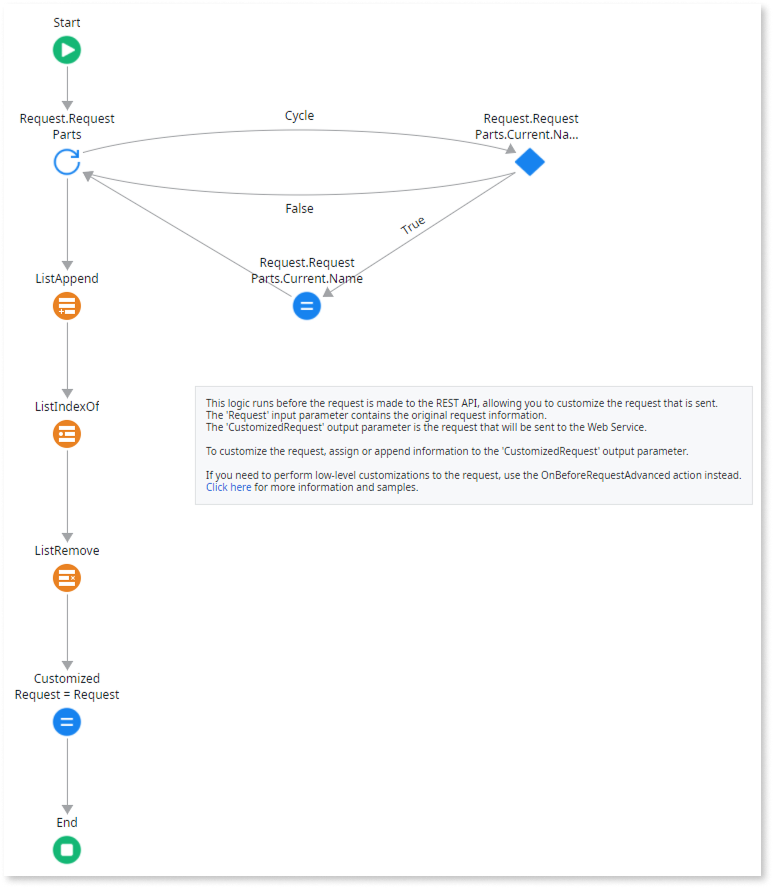 Start
Request.Request
Parts
Cycle
Request.Request
Parts.Current.Na...
False
True
Request.Request
Parts.Current.Name
ListAppend
ListIndexOf
This logic runs before the request is made to the REST API, allowing you to customize the request that is sent.
The 'Request' input parameter contains the original request information.
The 'CustomizedRequest' output parameter is the request that will be sent to the Web Service.
To customize the request, assign or append information to the 'CustomizedRequest' output parameter.
If you need to perform low-level customizations to the request, use the OnBeforeRequestAdvanced action instead.
Click here for more information and samples.
ListRemove
Customized
Request = Request
End